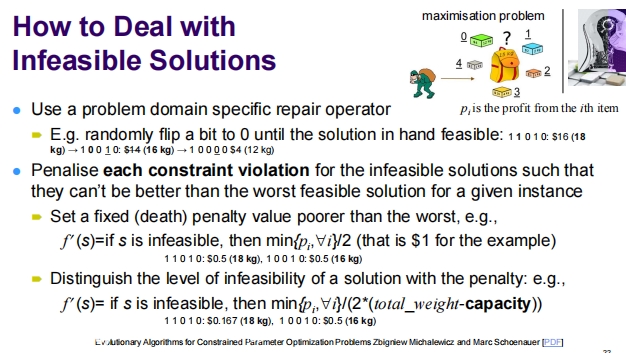 How to Deal with
Infeasible Solutions
maximisation problem
0
?
1
4
2
3
Use a problem domain specific repair operator
p_i is the profit from the ith item
E.g. randomly flip a bit to 0 until the solution in hand feasible: 1 1 0 1 0: $16 (18
kg) → 1 0 0 1 0: $14 (16 kg) → 1 0 0 0 0 $4 (12 kg)
Penalise each constraint violation for the infeasible solutions such that
they can't be better than the worst feasible solution for a given instance
Set a fixed (death) penalty value poorer than the worst, e.g.,
f'(s)=if s is infeasible, then min{p_i,∀i}/2 (that is $1 for the example)
1 1 0 1 0: $0.5 (18 kg), 1 0 0 1 0: $0.5 (16 kg)
Distinguish the level of infeasibility of a solution with the penalty: e.g.,
f'(s)= if s is infeasible, then min{p_i,∀i}/(2*(total_weight-capacity))
1 1 0 1 0: $0.167 (18 kg), 1 0 0 1 0: $0.5 (16 kg)
Evolutionary Algorithms for Constrained Parameter Optimization Problems Zbigniew Michalewicz and Marc Schoenauer [PDF]